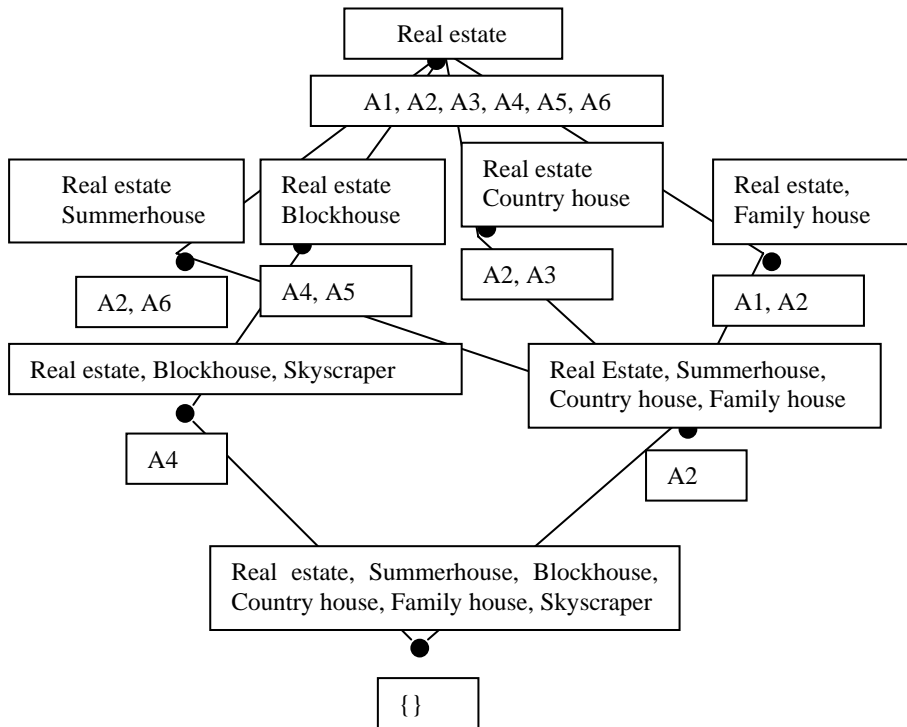 Real estate
A1, A2, A3, A4, A5, A6
Real estate
Summerhouse
Real estate
Blockhouse
Real estate
Country house
Real estate,
Family house
A2, A6
A4, A5
A2, A3
A1, A2
Real estate, Blockhouse, Skyscraper
Real Estate, Summerhouse,
Country house, Family house
A4
A2
Real estate, Summerhouse, Blockhouse,
Country house, Family house, Skyscraper
{}